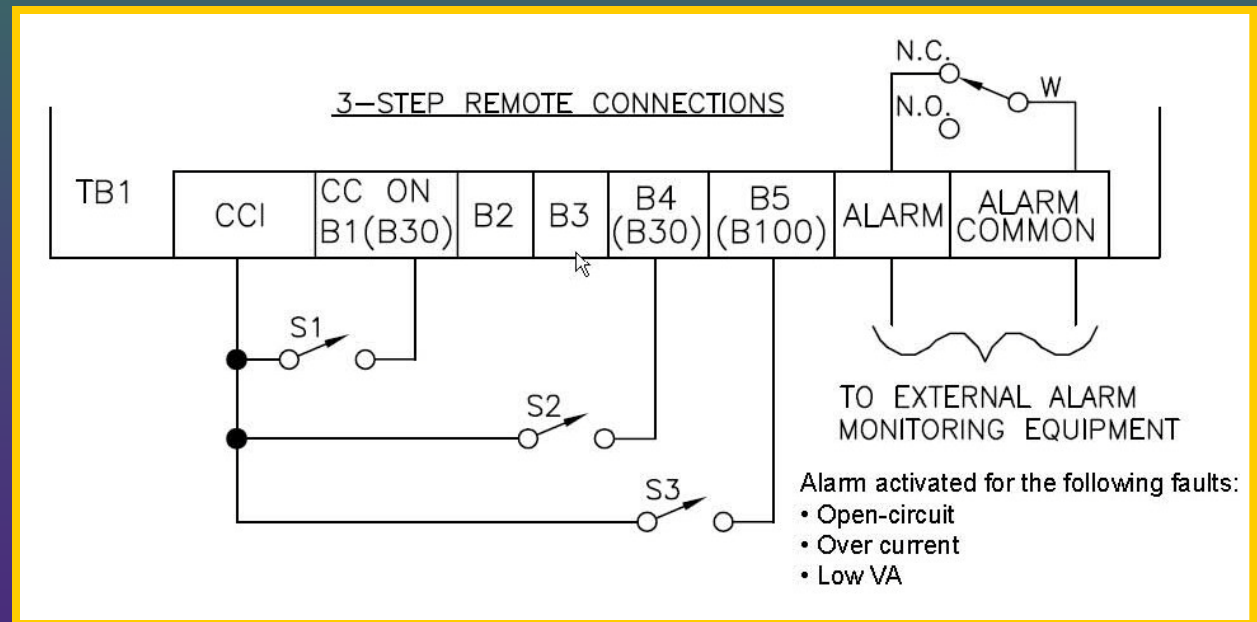 N.C.
3-STEP REMOTE CONNECTIONS
W
N.O.
TB1
CCI
CC ON
B1(B30)
B2
B3
B4
(B30)
B5
(B100)
ALARM
ALARM
COMMON
S1
S2
S3
TO EXTERNAL ALARM
MONITORING EQUIPMENT
Alarm activated for the following faults:
• Open-circuit
• Over current
• Low VA